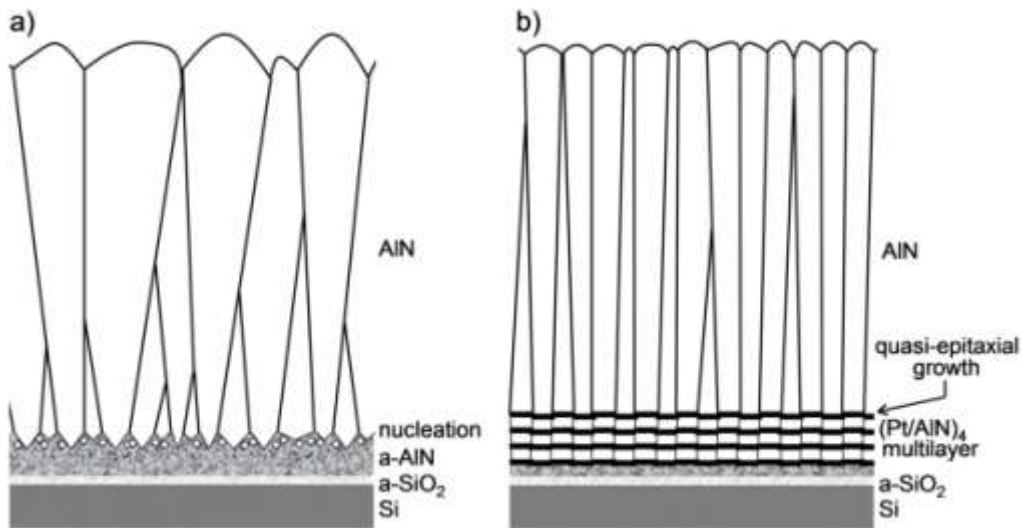 a)
AlN
nucleation
a-AlN
a-SiO₂
Si
b)
AlN
quasi-epitaxial
growth
(Pt/AlN)₄
multilayer
a-SiO₂
Si